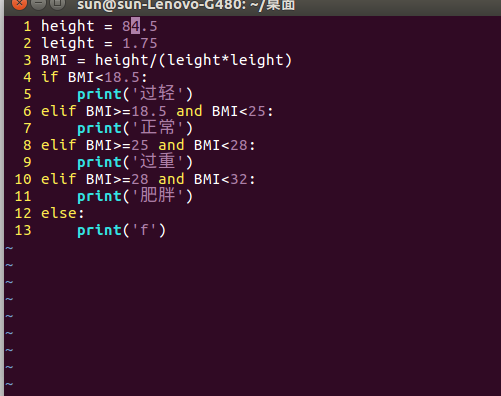 sun@sun-Lenovo-G480: ~/桌面
1 height = 84.5
2 leight = 1.75
3 BMI = height/(leight*leight)
4 if BMI<18.5:
5     print('过轻')
6 elif BMI>=18.5 and BMI<25:
7     print('正常')
8 elif BMI>=25 and BMI<28:
9     print('过重')
10 elif BMI>=28 and BMI<32:
11     print('肥胖')
12 else:
13     print('f')
~
~
~
~
~
~
~
~
~